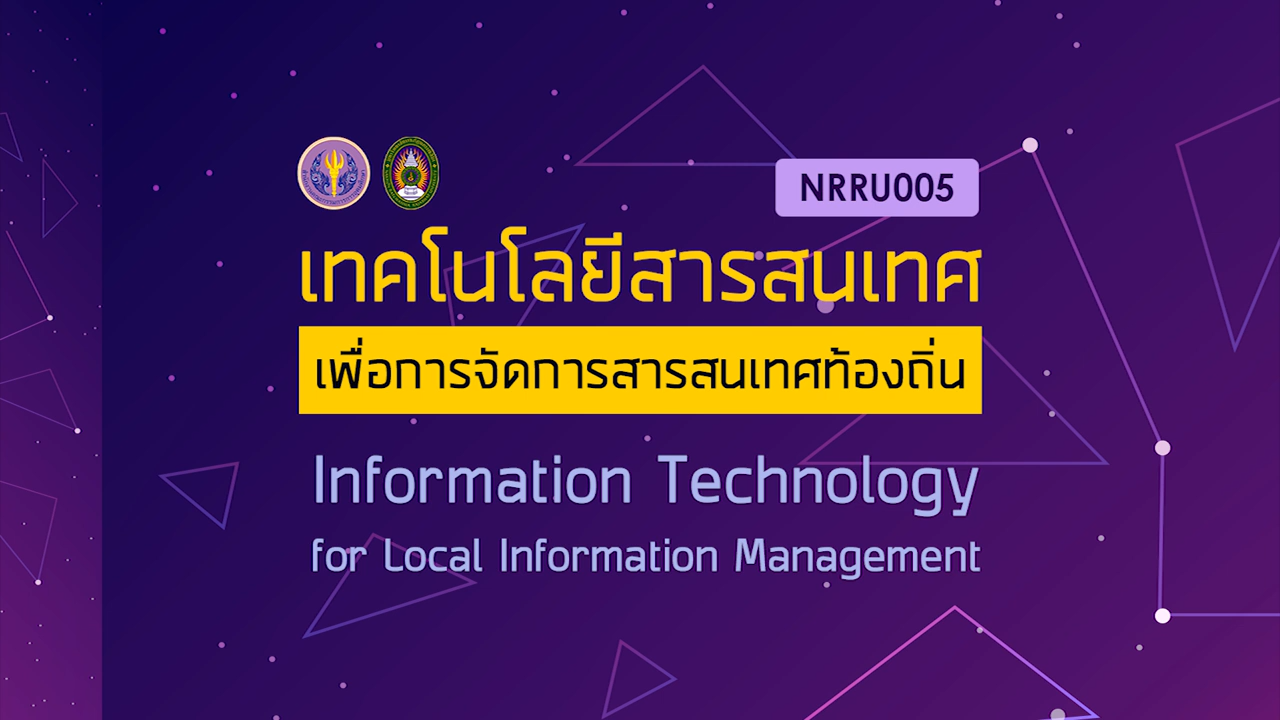 NRRU005
เทคโนโลยีสารสนเทศ
เพื่อการจัดการสารสนเทศท้องถิ่น
Information Technology
for Local Information Management